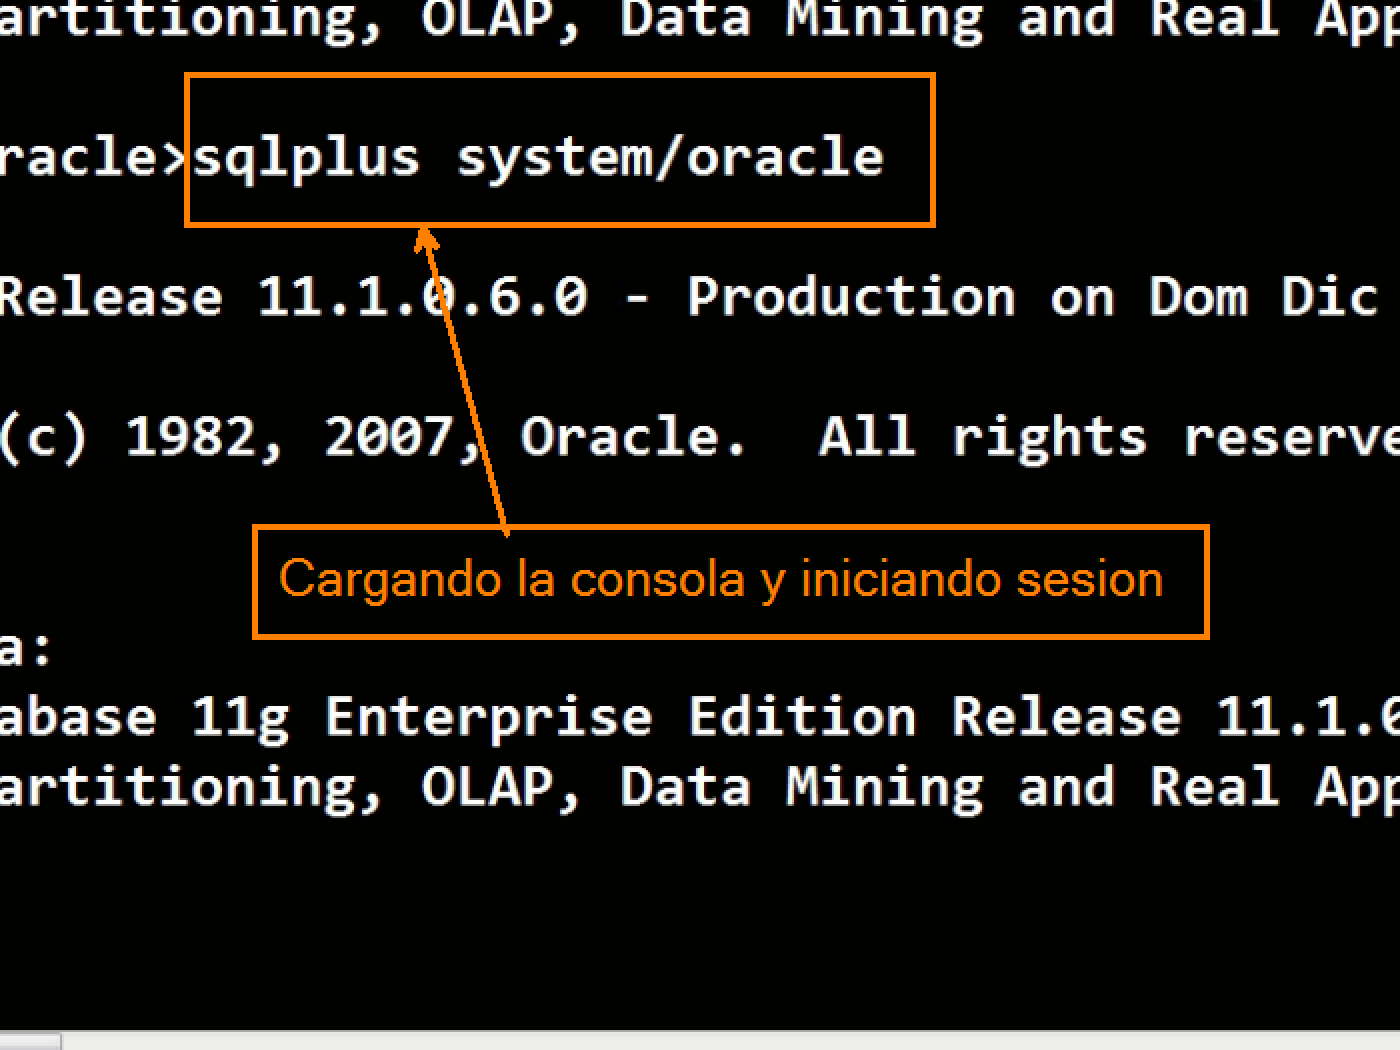 artitioning, OLAP, Data Mining and Real App
racle>sqlplus system/oracle
Release 11.1.0.6.0 - Production on Dom Dic
(c) 1982, 2007, Oracle.  All rights reserve
Cargando la consola y iniciando sesion
a:
abase 11g Enterprise Edition Release 11.1.0
artitioning, OLAP, Data Mining and Real App